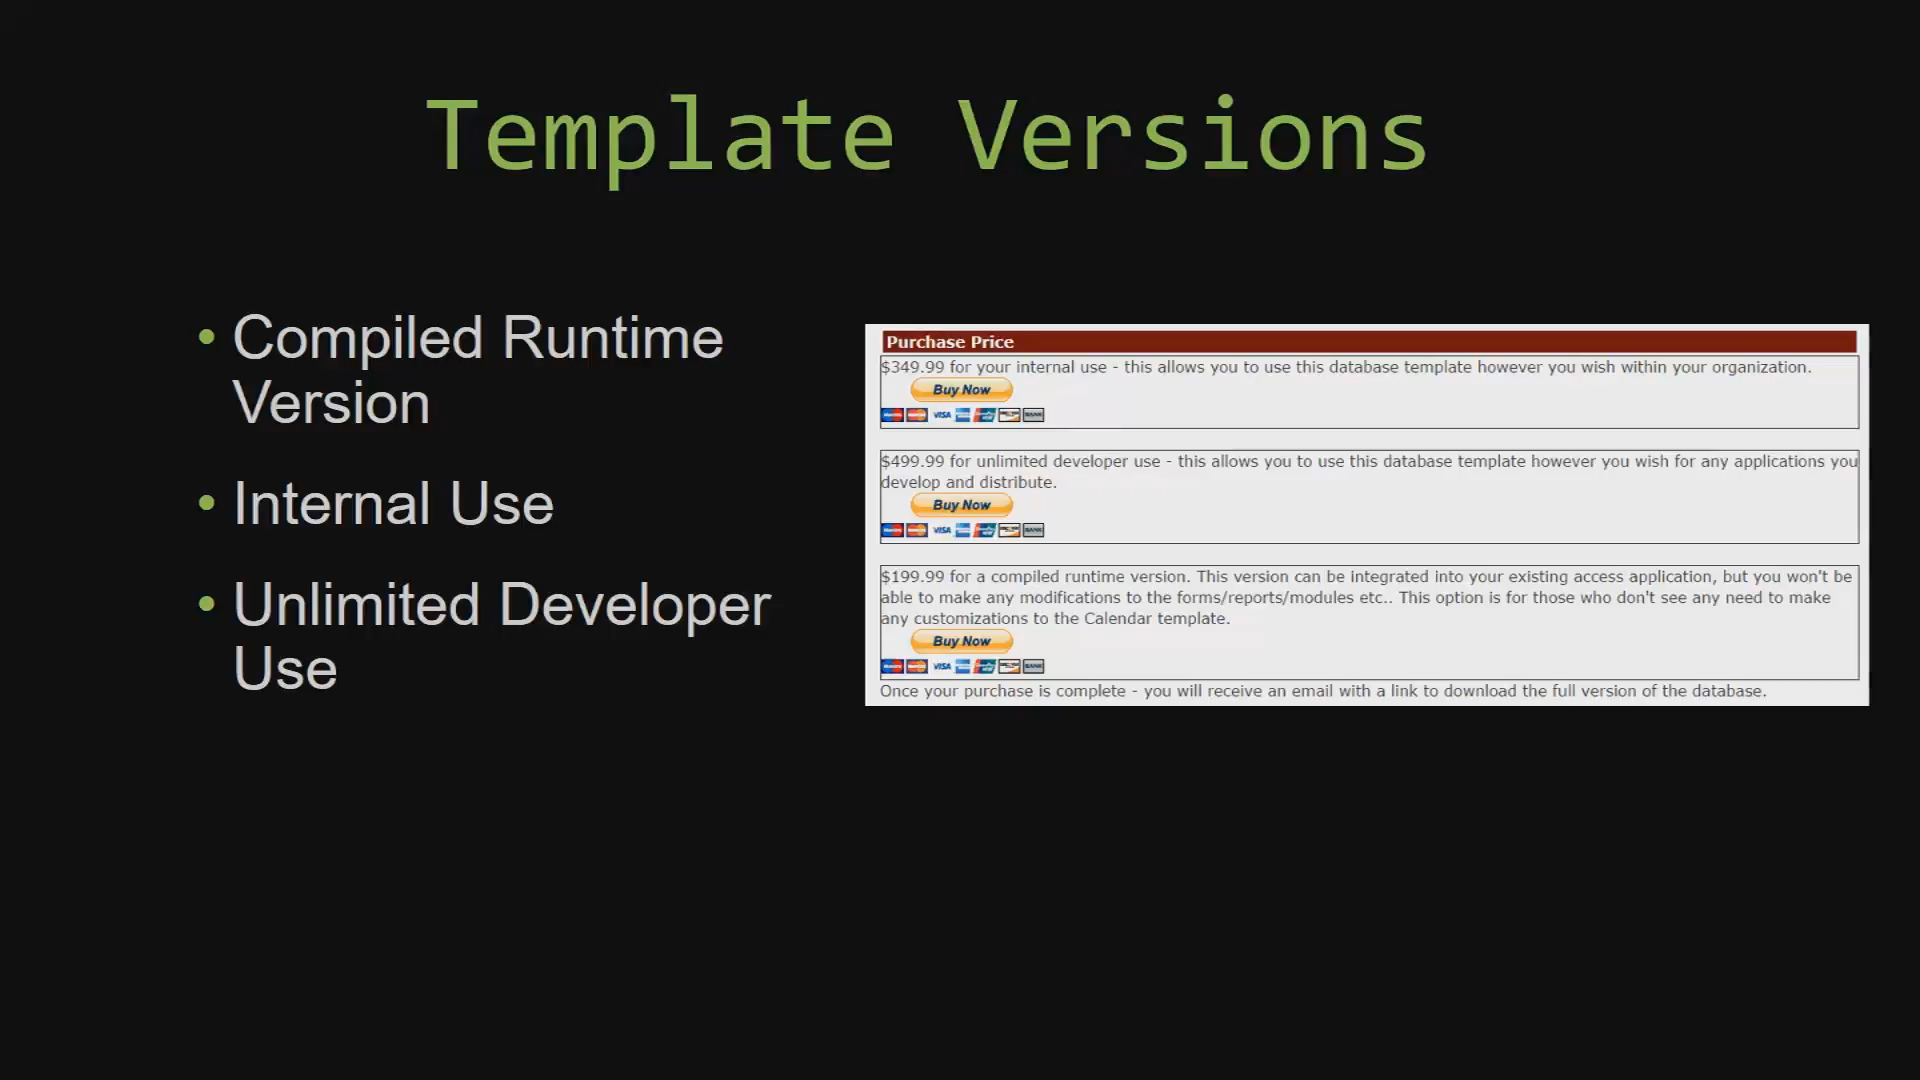 Template Versions
• Compiled Runtime
Version
• Internal Use
• Unlimited Developer
Use
Purchase Price
$349.99 for your internal use - this allows you to use this database template however you wish within your organization.
Buy Now
VISA
$499.99 for unlimited developer use - this allows you to use this database template however you wish for any applications you
develop and distribute.
Buy Now
VISA
$199.99 for a compiled runtime version. This version can be integrated into your existing access application, but you won't be
able to make any modifications to the forms/reports/modules etc.. This option is for those who don't see any need to make
any customizations to the Calendar template.
Buy Now
VISA
Once your purchase is complete - you will receive an email with a link to download the full version of the database.